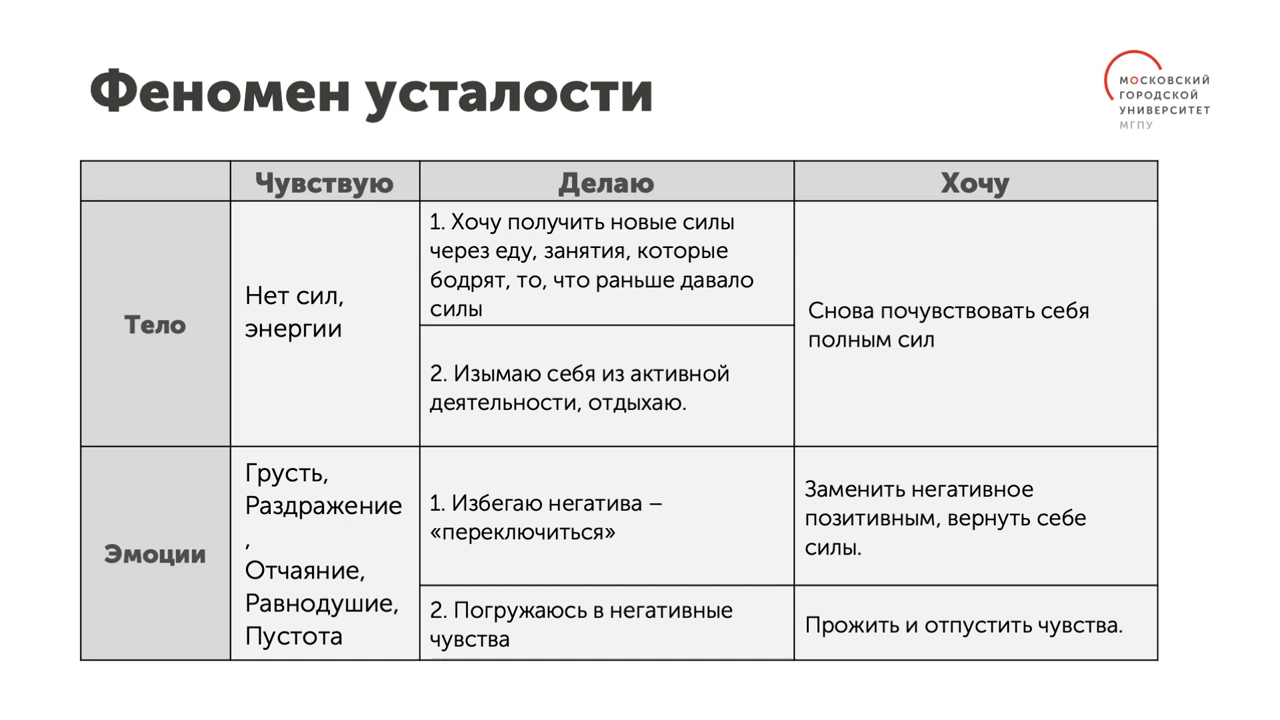 Феномен усталости
МОСКОВСКИЙ
ГОРОДСКОЙ
УНИВЕРСИТЕТ
МГПУ
Чувствую
Делаю
Хочу
Тело
Нет сил,
энергии
1. Хочу получить новые силы
через еду, занятия, которые
бодрят, то, что раньше давало
силы
2. Изымаю себя из активной
деятельности, отдыхаю.
Снова почувствовать себя
полным сил
Эмоции
Грусть,
Раздражение
,
Отчаяние,
Равнодушие,
Пустота
1. Избегаю негатива –
«переключиться»
Заменить негативное
позитивным, вернуть себе
силы.
2. Погружаюсь в негативные
чувства
Прожить и отпустить чувства.